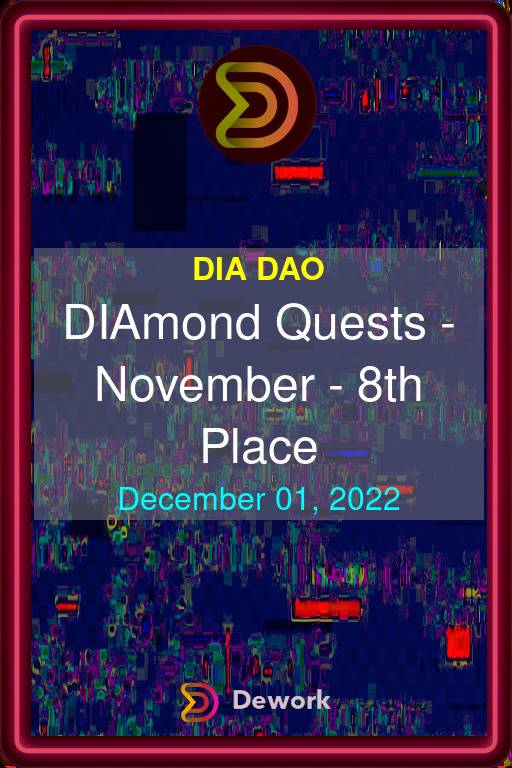 DIA DAO
DIAmond Quests -
November - 8th
Place
December 01, 2022
Dework